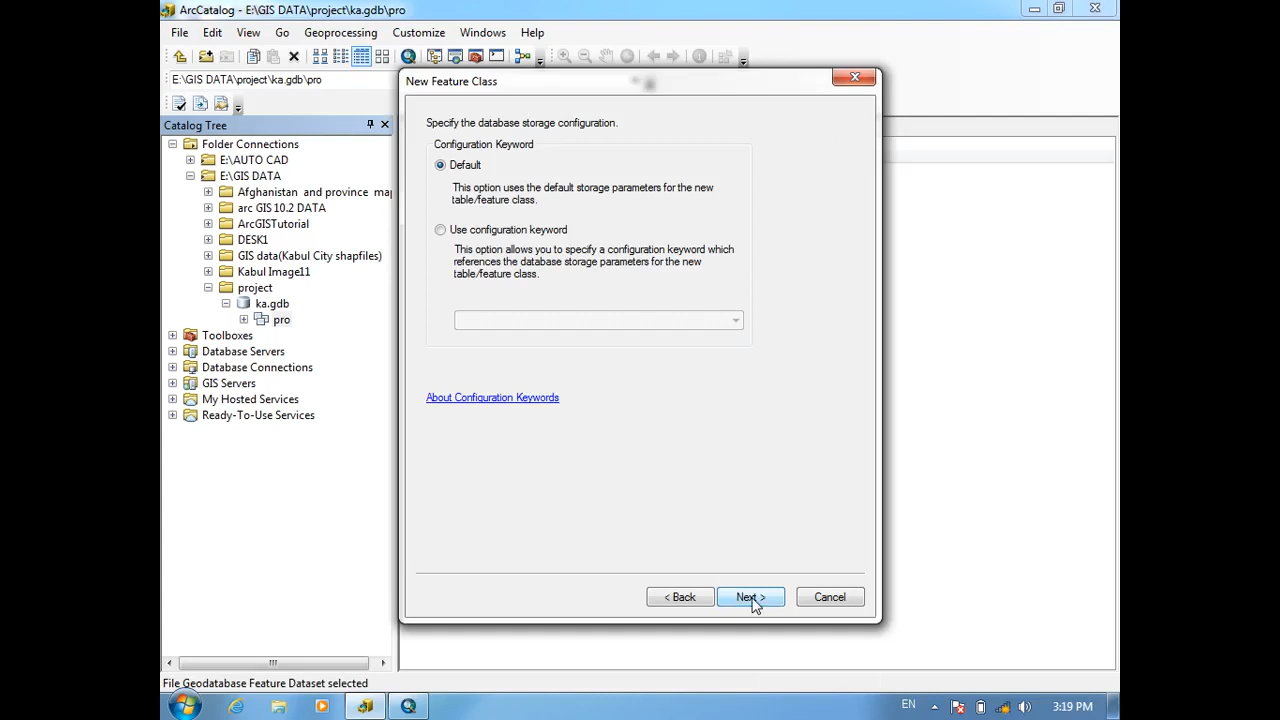 ArcCatalog - E:\GIS DATA\project\ka.gdb\pro
File Edit View Go Geoprocessing Customize Windows Help
E:\GIS DATA\project\ka.gdb\pro
Catalog Tree
Folder Connections
E:\AUTO CAD
E:\GIS DATA
Afghanistan and province ma
arc GIS 10.2 DATA
ArcGISTutorial
DESK1
GIS data(Kabul City shapfiles)
Kabul Image11
project
ka.gdb
pro
Toolboxes
Database Servers
Database Connections
GIS Servers
My Hosted Services
Ready-To-Use Services
New Feature Class
Specify the database storage configuration.
Configuration Keyword
Default
This option uses the default storage parameters for the new
table/feature class.
Use configuration keyword
This option allows you to specify a configuration keyword which
references the database storage parameters for the new
table/feature class.
About Configuration Keywords
< Back Next > Cancel
File Geodatabase Feature Dataset selected
EN 3:19 PM